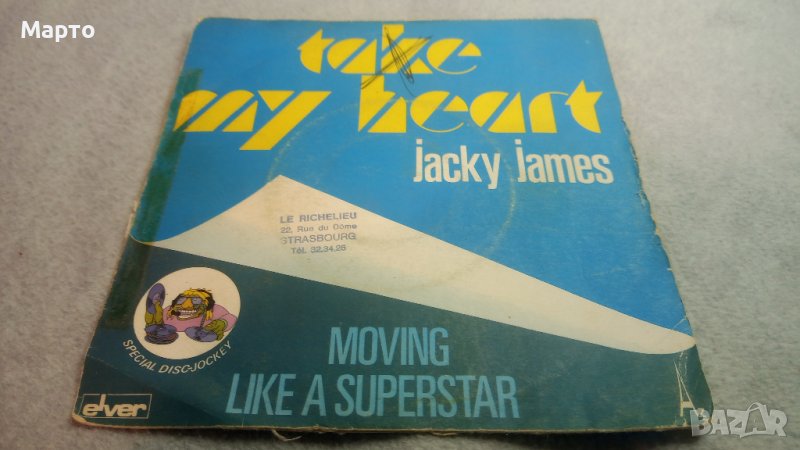 Марто
take
my heart
jacky james
LE RICHELIEU
22, Rue du Dôme
STRASBOURG
Tél. 32.34.26
SPECIAL DISC-JOCKEY
MOVING
LIKE A SUPERSTAR
elver
A
BAZAR